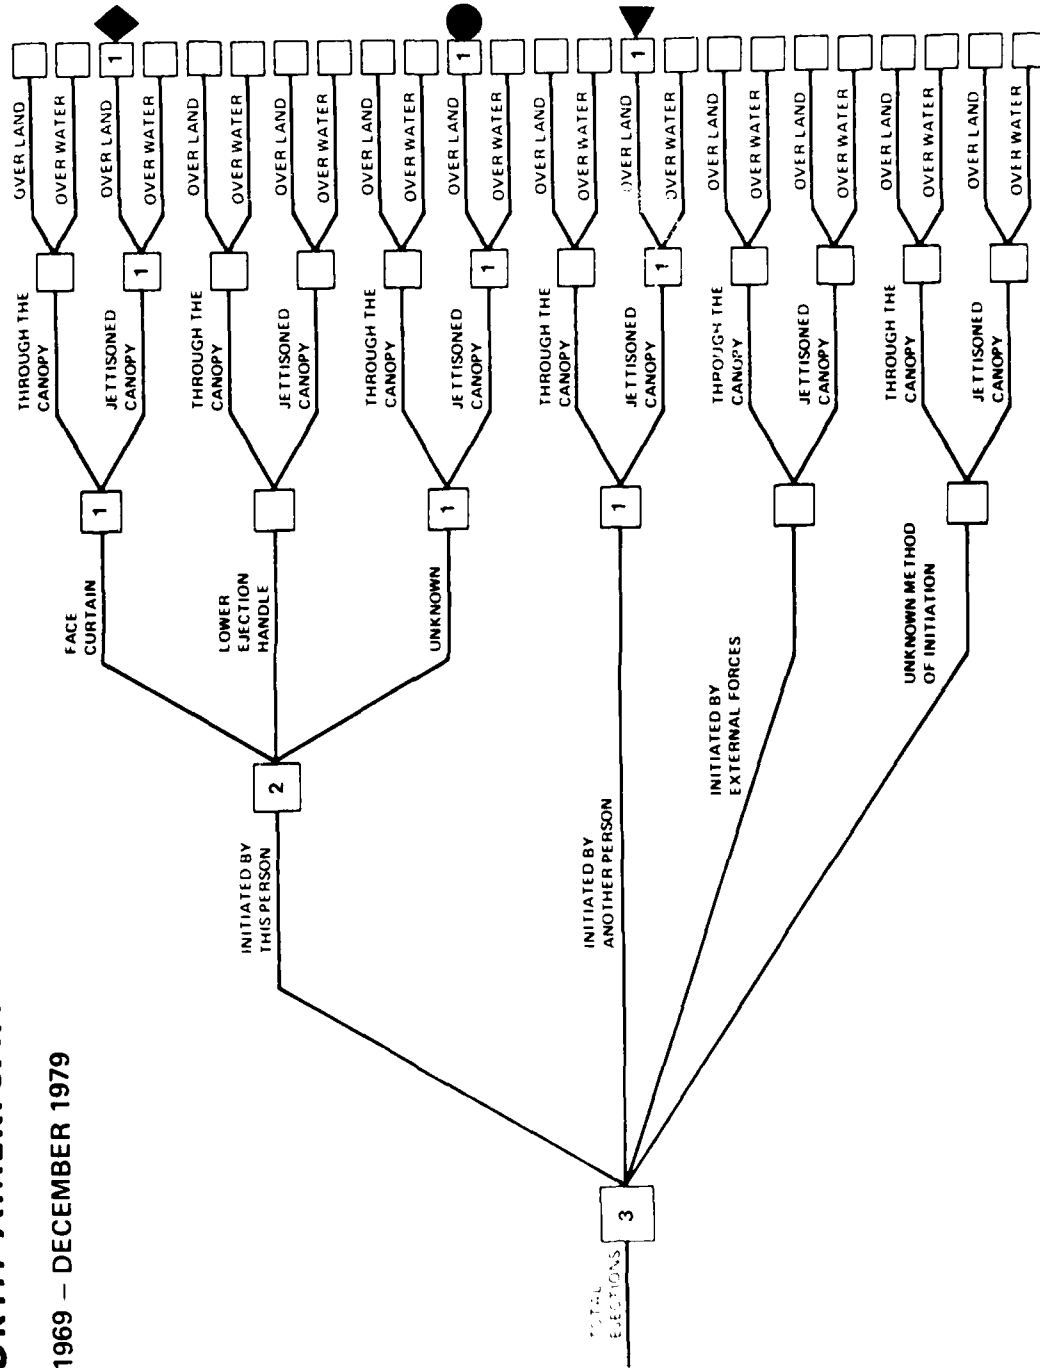 1969 – DECEMBER 1979
TOTAL
EJECTIONS
3
INITIATED BY
THIS PERSON
2
FACE
CURTAIN
1
THROUGH THE
CANOPY
OVER LAND
OVER WATER
JETTISONED
CANOPY
1
OVER LAND
1
OVER WATER
LOWER
EJECTION
HANDLE
THROUGH THE
CANOPY
OVER LAND
OVER WATER
JETTISONED
CANOPY
OVER LAND
OVER WATER
UNKNOWN
1
THROUGH THE
CANOPY
OVER LAND
OVER WATER
JETTISONED
CANOPY
1
OVER LAND
1
OVER WATER
INITIATED BY
ANOTHER PERSON
1
THROUGH THE
CANOPY
OVER LAND
OVER WATER
JETTISONED
CANOPY
1
OVER LAND
1
OVER WATER
INITIATED BY
EXTERNAL FORCES
THROUGH THE
CANOPY
OVER LAND
OVER WATER
JETTISONED
CANOPY
OVER LAND
OVER WATER
UNKNOWN METHOD
OF INITIATION
THROUGH THE
CANOPY
OVER LAND
OVER WATER
JETTISONED
CANOPY
OVER LAND
OVER WATER